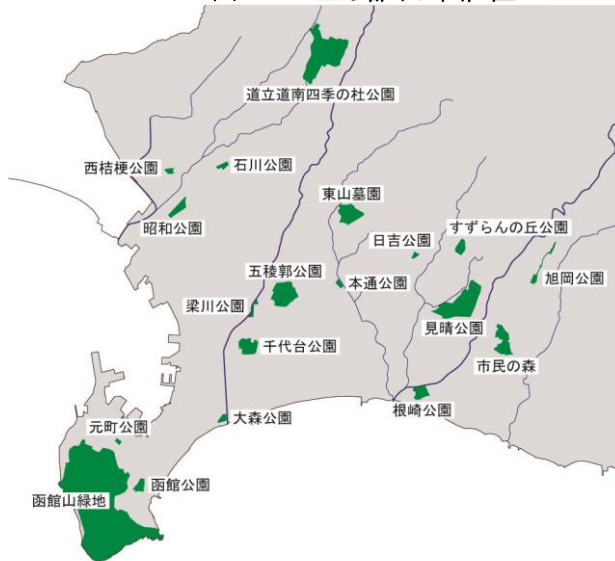 道立道南四季の杜公園
西桔梗公園
石川公園
東山墓園
昭和公園
日吉公園
すずらんの丘公園
五稜郭公園
本通公園
旭岡公園
梁川公園
見晴公園
千代台公園
市民の森
大森公園
根崎公園
元町公園
函館山緑地
函館公園